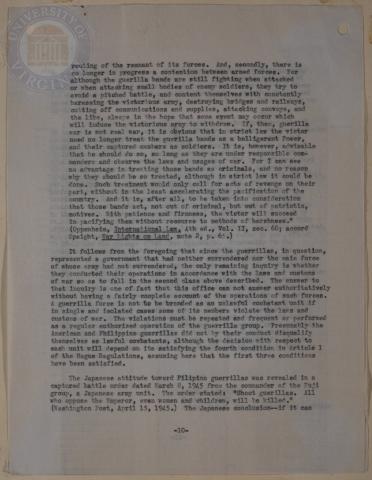 UNIVERSITY OF VIRGINIA
routing of the remnant of its forces. And, secondly, there is
no longer in progress a contention between armed forces. For
although the guerilla bands are still fighting when attacked
or when attacking small bodies of enemy soldiers, they try to
avoid a pitched battle, and content themselves with constantly
harassing the victorious army, destroying bridges and railways,
cutting off communications and supplies, attacking convoys, and
the like, always in the hope that some event may occur which
will induce the victorious army to withdraw. If, then, guerilla
war is not real war, it is obvious that in strict law the victor
need no longer treat the guerilla bands as a belligerent Power,
and their captured members as soldiers. It is, however, advisable
that he should do so, so long as they are under responsible com-
manders and observe the laws and usages of war. For I can see
no advantage in treating those bands as criminals, and no reason
why they should be so treated, although in strict law it could be
done. Such treatment would only call for acts of revenge on their
part, without in the least accelerating the pacification of the
country. And it is, after all, to be taken into consideration
that those bands act, not out of criminal, but out of patriotic,
motives. With patience and firmness, the victor will succeed
in pacifying them without recourse to methods of harshness."
(Oppenheim, International Law, 4th ed., Vol. II, sec. 60; accord
Spaight, War Rights on Land, note 2, p. 61.)
It follows from the foregoing that since the guerrillas, in question,
represented a government that had neither surrendered nor the main force
of whose army had not surrendered, the only remaining inquiry is whether
they conducted their operations in accordance with the laws and customs
of war so as to fall in the second class above described. The answer to
that inquiry is one of fact that this office can not answer authoritatively
without having a fairly complete account of the operations of such forces.
A guerrilla force is not to be branded as an unlawful combatant unit if
in single and isolated cases some of its members violate the laws and
customs of war. The violations must be repeated and frequent or performed
as a regular authorized operation of the guerrilla group. Presumably the
American and Philippine guerrillas did not by their conduct disqualify
themselves as lawful combatants, although the decision with respect to
each unit will depend on its satisfying the fourth condition in Article 1
of the Hague Regulations, assuming here that the first three conditions
have been satisfied.
The Japanese attitude toward Filipino guerrillas was revealed in a
captured battle order dated March 8, 1945 from the commander of the Fuji
group, a Japanese army unit. The order stated: "Shoot guerrillas. All
who oppose the Emperor, even women and children, will be killed."
(Washington Post, April 15, 1945.) The Japanese conclusion--if it can
-10-